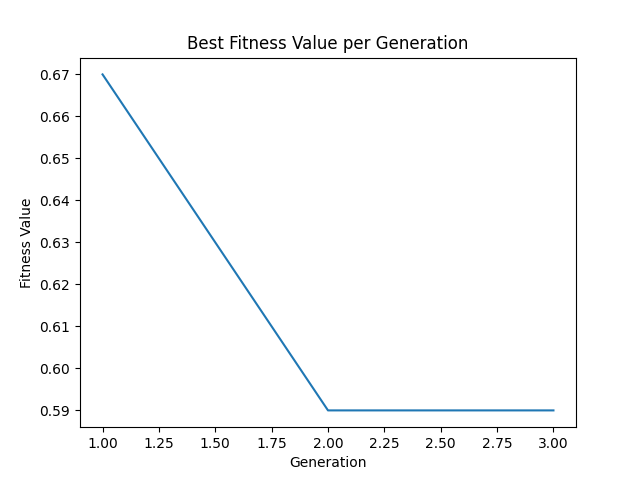 Best Fitness Value per Generation
0.67
0.66
0.65
0.64
0.63
0.62
0.61
0.60
0.59
Fitness Value
1.00 1.25 1.50 1.75 2.00 2.25 2.50 2.75 3.00
Generation